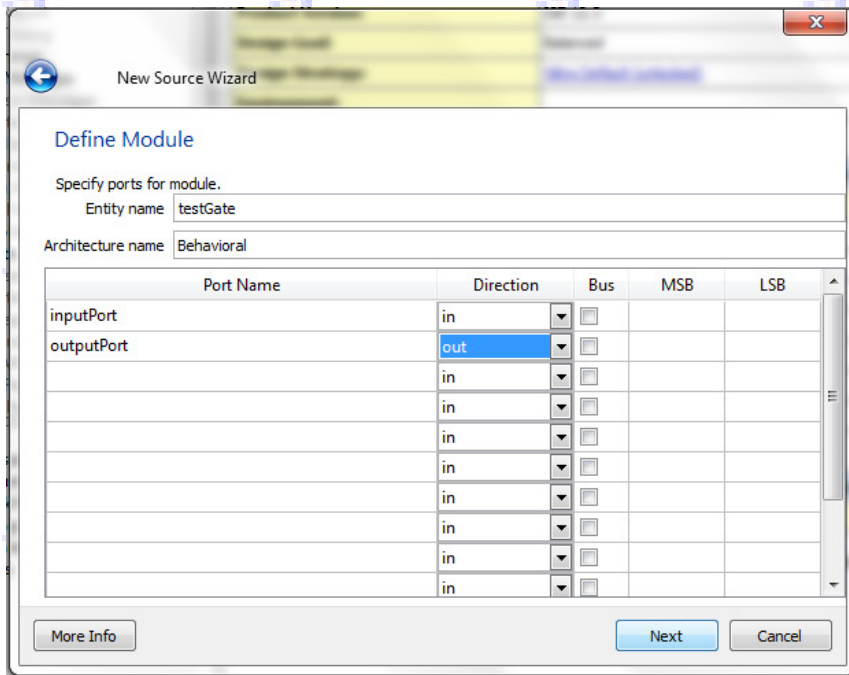 New Source Wizard
Define Module
Specify ports for module.
Entity name testGate
Architecture name Behavioral
Port Name Direction Bus MSB LSB
inputPort in
outputPort out
in
in
in
in
in
in
in
in
More Info Next Cancel